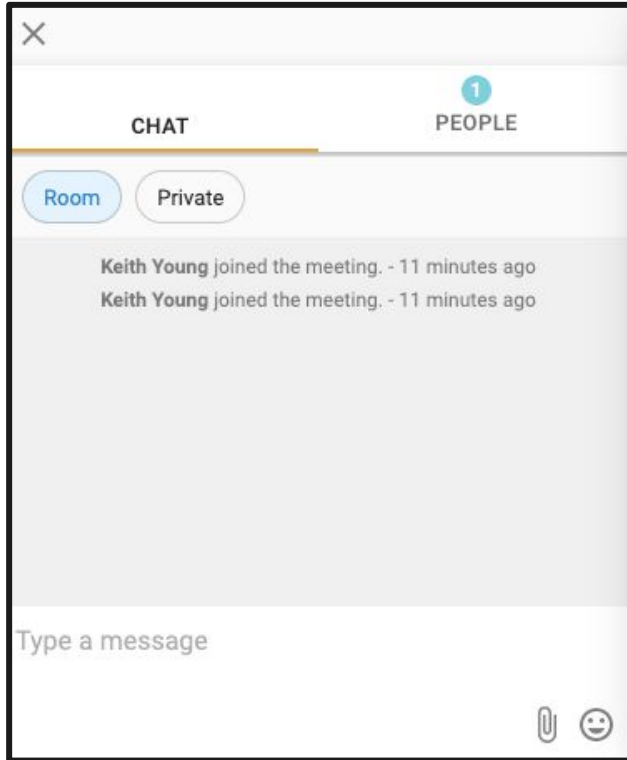 1
CHAT
PEOPLE
Room
Private
Keith Young joined the meeting. - 11 minutes ago
Keith Young joined the meeting. - 11 minutes ago
Type a message